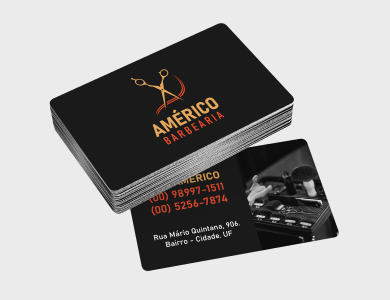 AMÉRICO
BARBEARIA
AMÉRICO
(00) 98997-1511
(00) 5256-7874
Rua Mário Quintana, 906.
Bairro - Cidade. UF